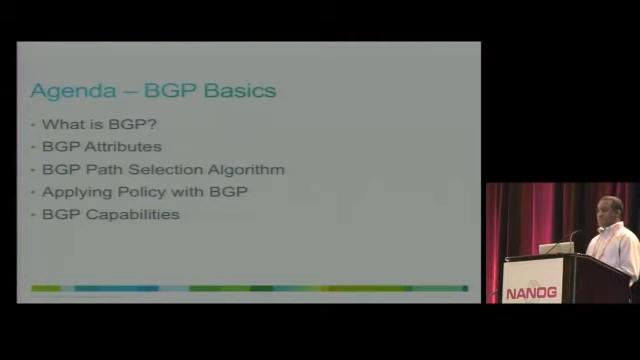 Agenda – BGP Basics
• What is BGP?
• BGP Attributes
• BGP Path Selection Algorithm
• Applying Policy with BGP
• BGP Capabilities
NANOG